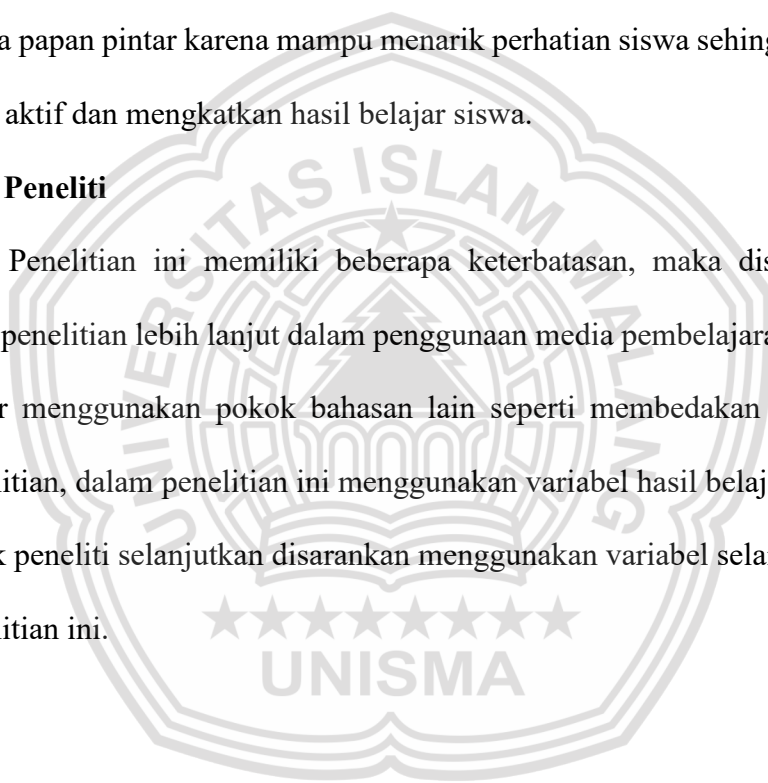 a papan pintar karena mampu menarik perhatian siswa sehing
aktif dan mengkatkan hasil belajar siswa.
Peneliti
Penelitian ini memiliki beberapa keterbatasan, maka dis
penelitian lebih lanjut dalam penggunaan media pembelajara
r menggunakan pokok bahasan lain seperti membedakan
litian, dalam penelitian ini menggunakan variabel hasil belaj
k peneliti selanjutkan disarankan menggunakan variabel sela
litian ini.
UNIVERSITAS ISLAM MALANG
UNISMA